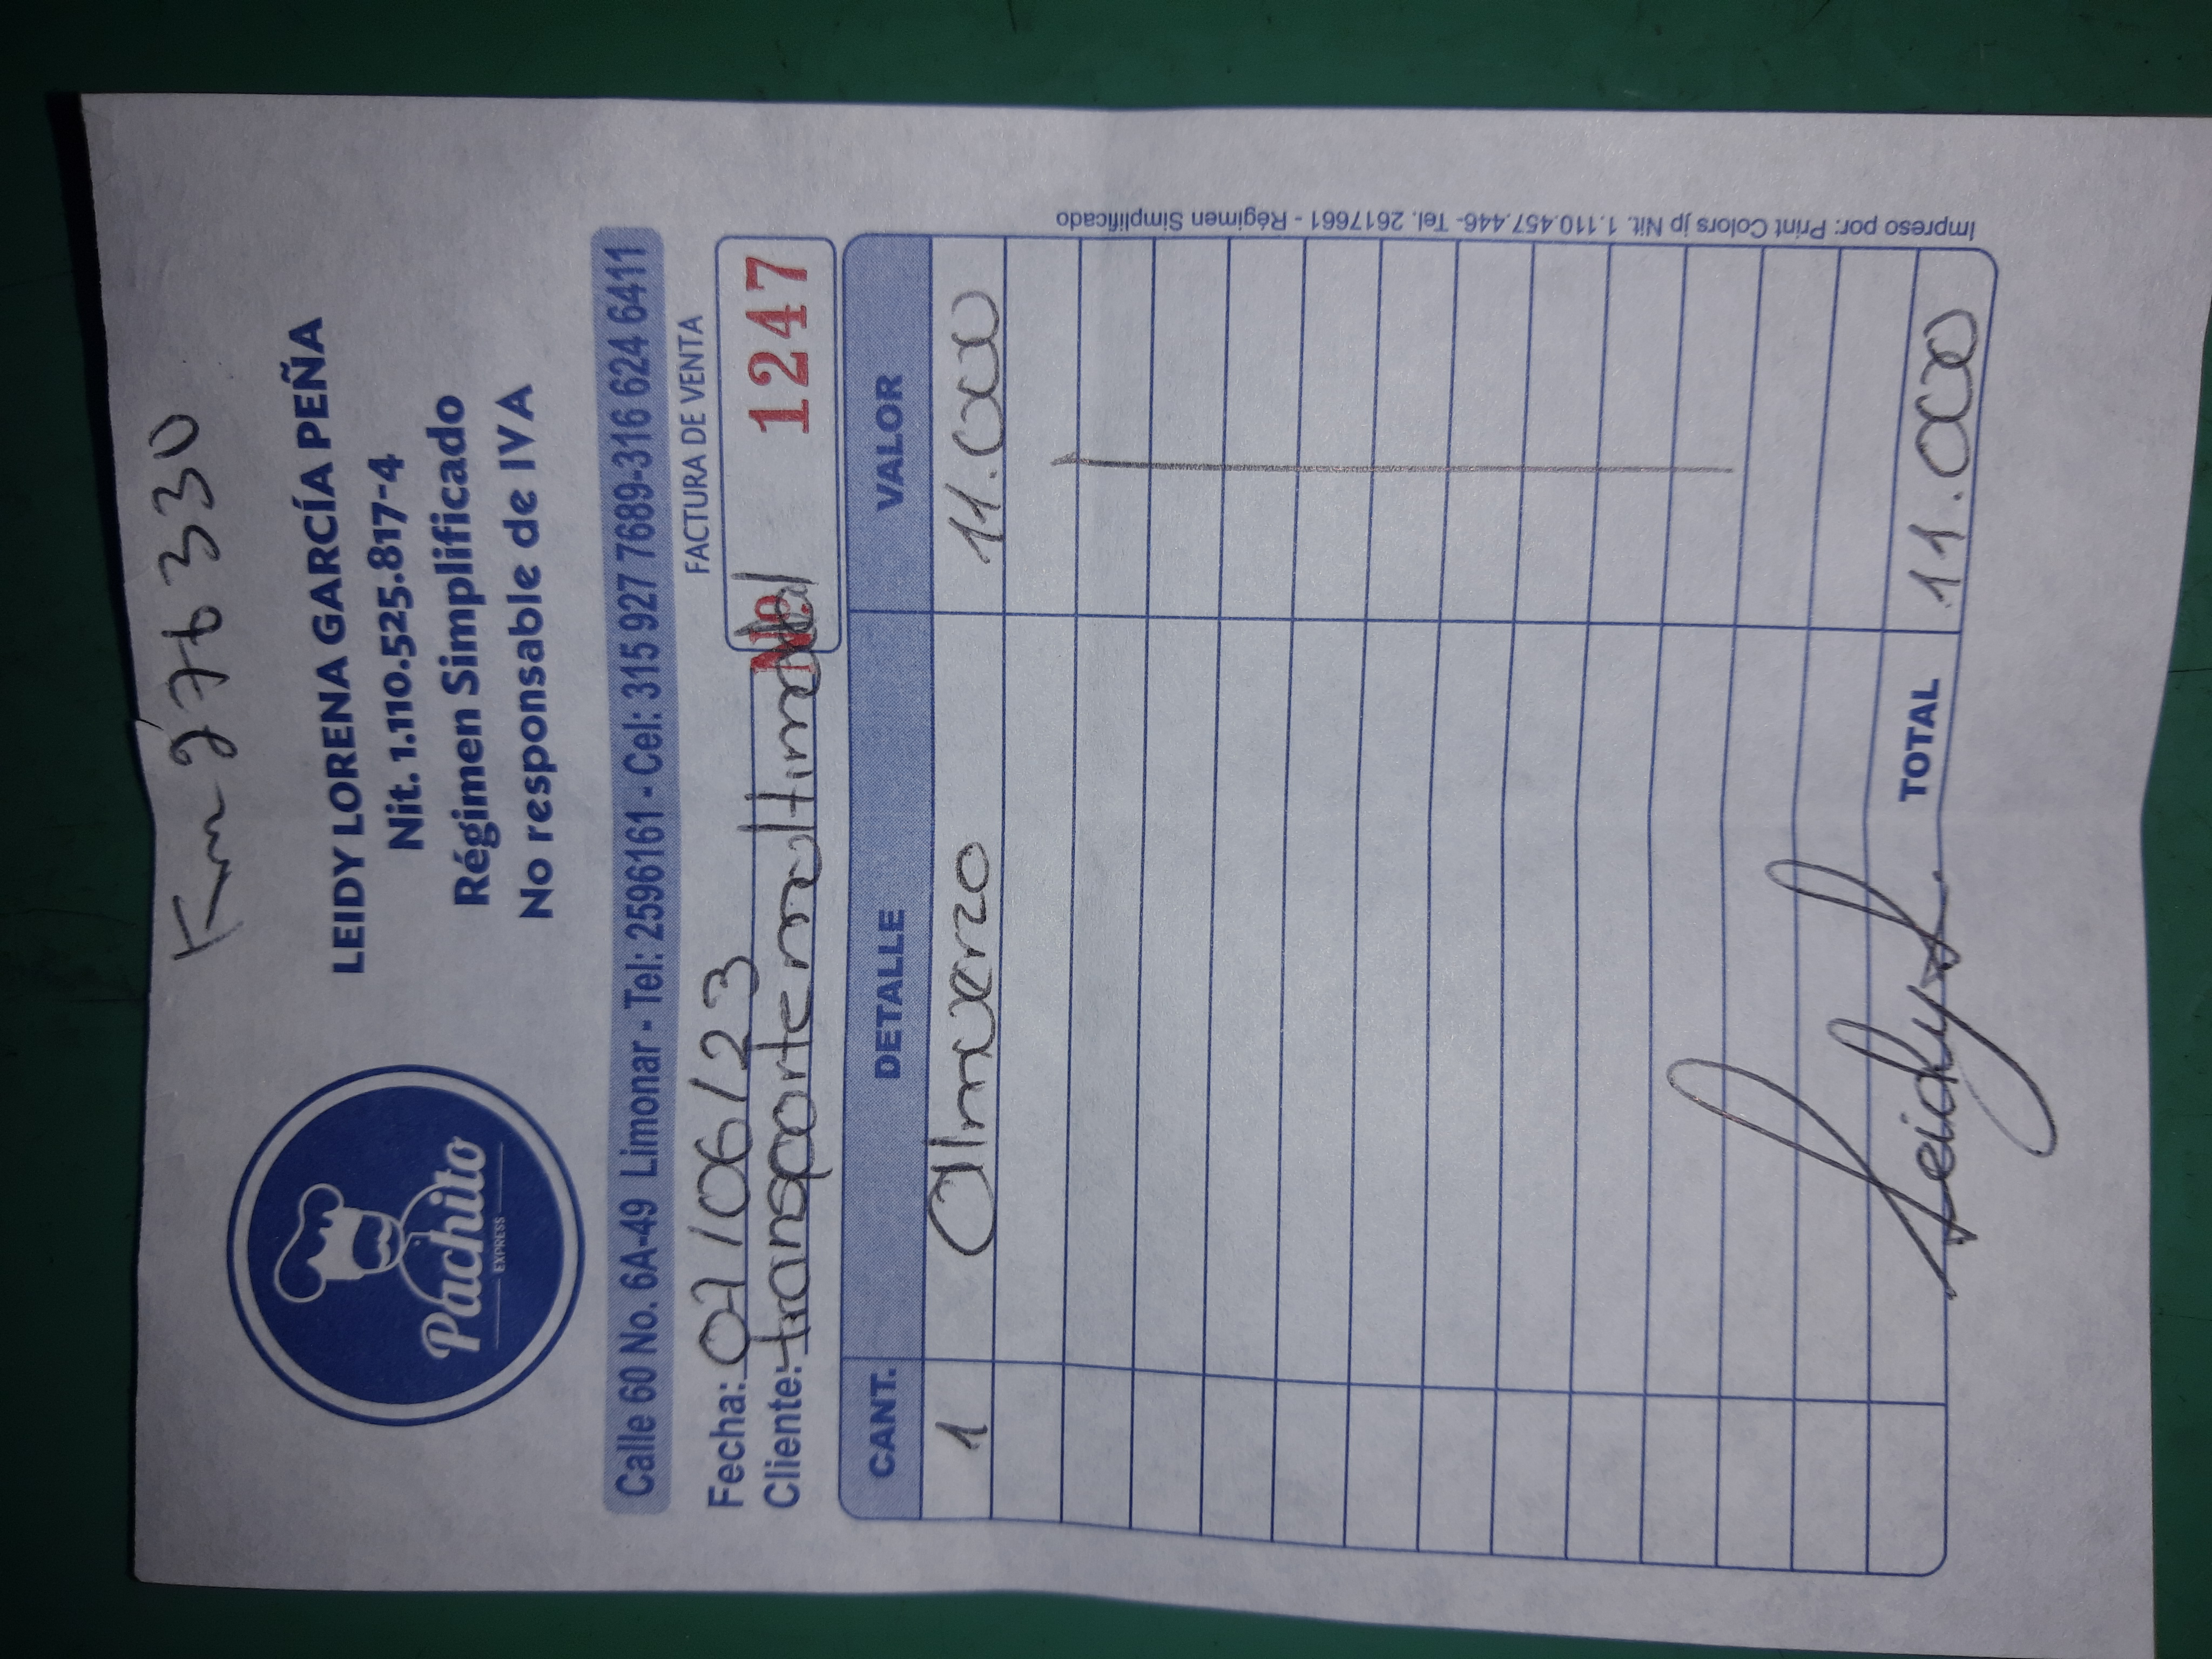 Km 276330
Pachito
EXPRESS
LEIDY LORENA GARCÍA PEÑA
Nit. 1.110.525.817-4
Régimen Simplificado
No responsable de IVA
Calle 60 No. 6A-49 Limonar - Tel: 2596161 - Cel: 315 927 7689-316 624 6411
FACTURA DE VENTA
Fecha: 07/06/23
No 1247
Cliente: transporte multimodal
CANT. DETALLE VALOR
1 Almuerzo 11.000
TOTAL 11.000
Impreso por: Print Colors jp Nit. 1.110.457.446- Tel. 2617661 - Régimen Simplificado